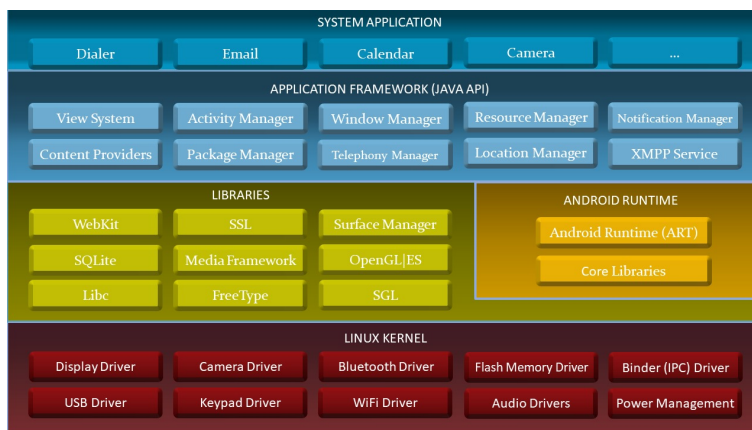 SYSTEM APPLICATION
Dialer Email Calendar Camera ...
APPLICATION FRAMEWORK (JAVA API)
View System Activity Manager Window Manager Resource Manager Notification Manager
Content Providers Package Manager Telephony Manager Location Manager XMPP Service
LIBRARIES
WebKit SSL Surface Manager
SQLite Media Framework OpenGL|ES
Libc FreeType SGL
ANDROID RUNTIME
Android Runtime (ART)
Core Libraries
LINUX KERNEL
Display Driver Camera Driver Bluetooth Driver Flash Memory Driver Binder (IPC) Driver
USB Driver Keypad Driver WiFi Driver Audio Drivers Power Management